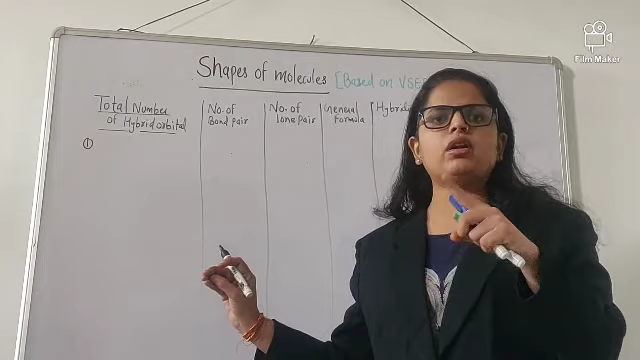 Film Maker
Shapes of molecules [Based on VSEP
Total Number of Hybrid orbital
No. of Bond pair
No. of lone pair
General Formula
Hybrid
①